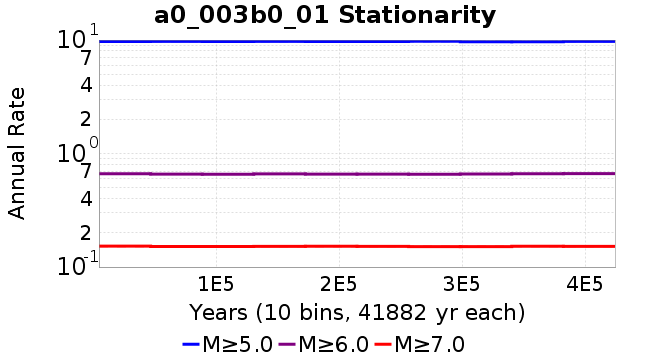 a0_003b0_01 Stationarity
Annual Rate
10^1
7
4
2
10^0
7
4
2
10^-1
1E5 2E5 3E5 4E5
Years (10 bins, 41882 yr each)
M≥5.0 M≥6.0 M≥7.0